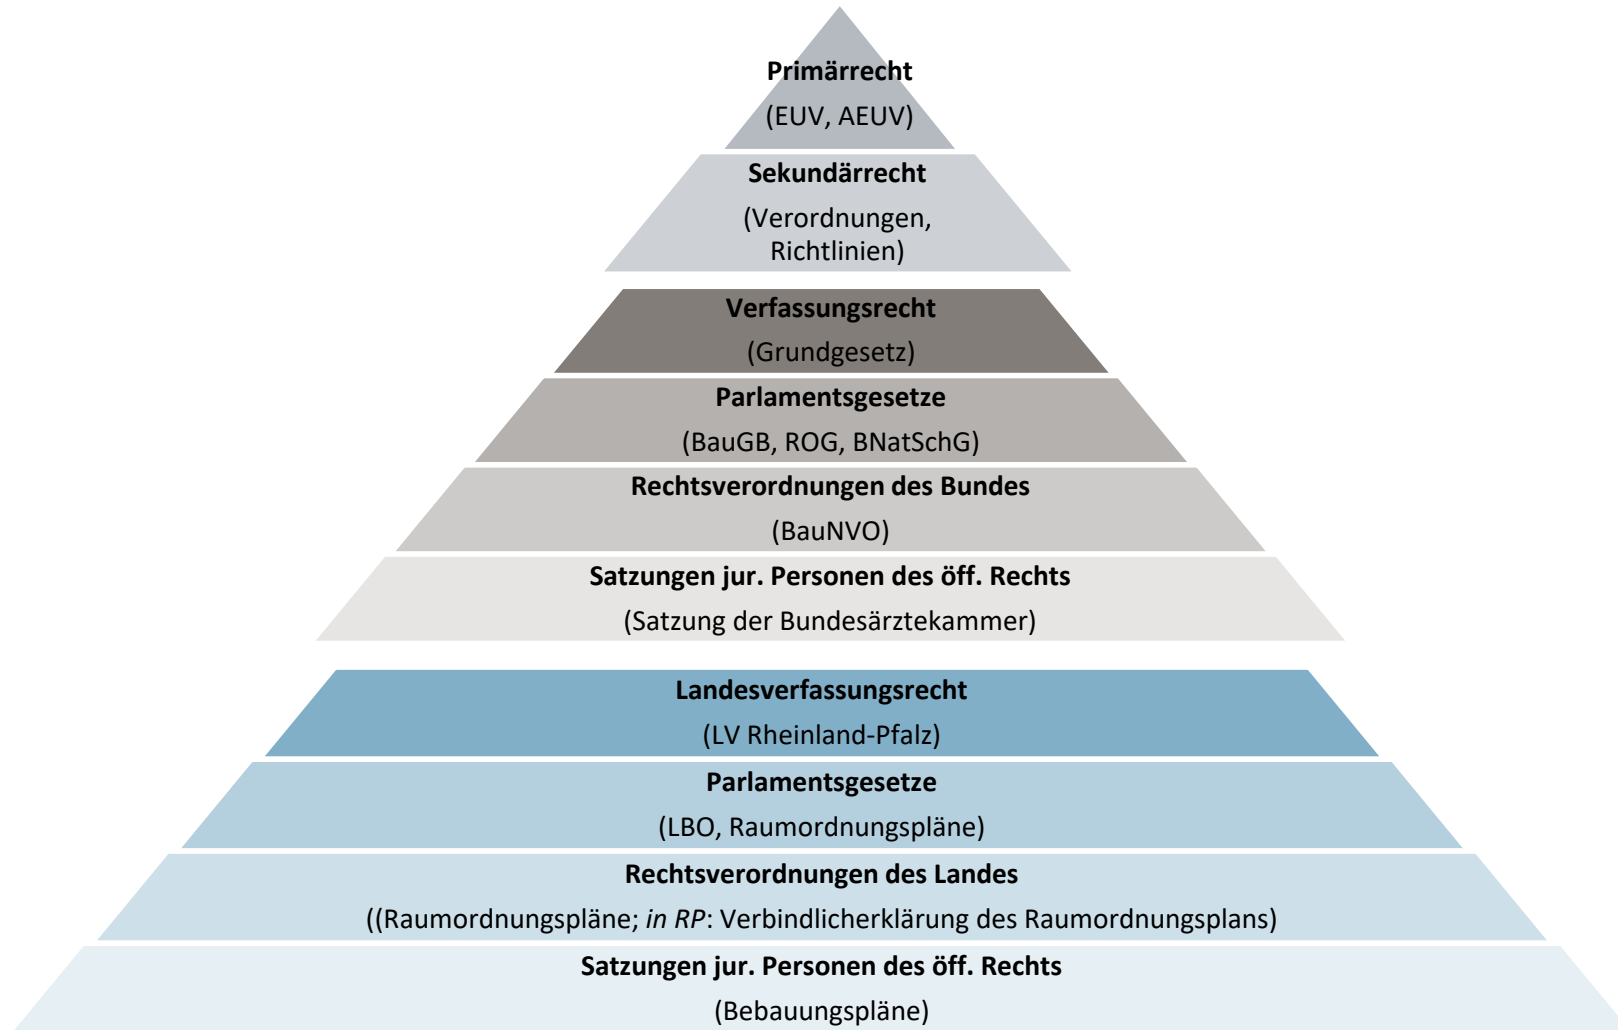 Primärrecht
(EUV, AEUV)
Sekundärrecht
(Verordnungen,
Richtlinien)
Verfassungsrecht
(Grundgesetz)
Parlamentsgesetze
(BauGB, ROG, BNatSchG)
Rechtsverordnungen des Bundes
(BauNVO)
Satzungen jur. Personen des öff. Rechts
(Satzung der Bundesärztekammer)
Landesverfassungsrecht
(LV Rheinland-Pfalz)
Parlamentsgesetze
(LBO, Raumordnungspläne)
Rechtsverordnungen des Landes
((Raumordnungspläne; in RP: Verbindlicherklärung des Raumordnungsplans)
Satzungen jur. Personen des öff. Rechts
(Bebauungspläne)